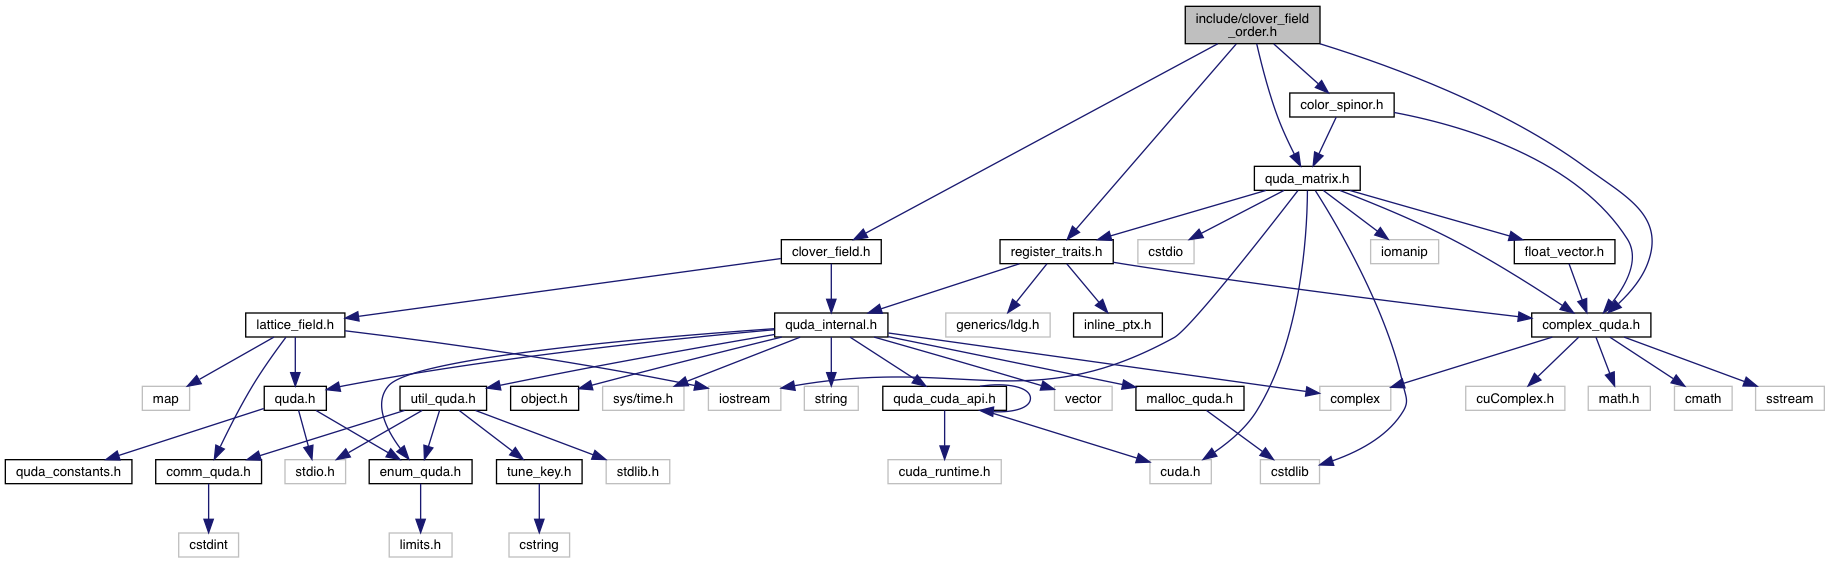 include/clover_field
_order.h
color_spinor.h
quda_matrix.h
clover_field.h
register_traits.h
cstdio
iomanip
float_vector.h
lattice_field.h
quda_internal.h
generics/ldg.h
inline_ptx.h
complex_quda.h
map
quda.h
util_quda.h
object.h
sys/time.h
iostream
string
quda_cuda_api.h
vector
malloc_quda.h
complex
cuComplex.h
math.h
cmath
sstream
quda_constants.h
comm_quda.h
stdio.h
enum_quda.h
tune_key.h
stdlib.h
cuda_runtime.h
cuda.h
cstdlib
cstdint
limits.h
cstring